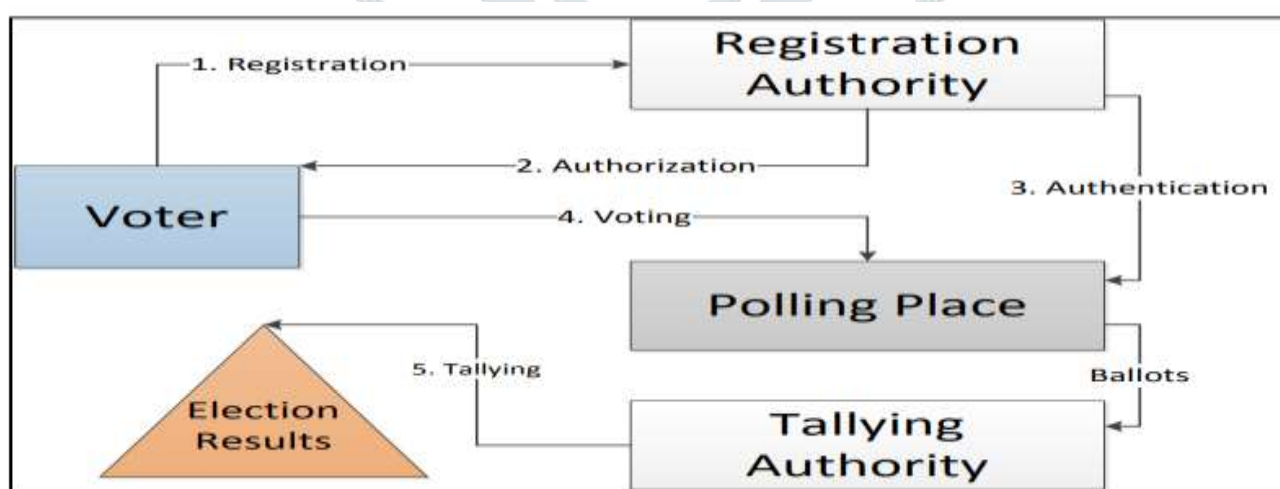 Registration
Authority
1. Registration
2. Authorization
3. Authentication
Voter
4. Voting
Polling Place
Ballots
5. Tallying
Election
Results
Tallying
Authority